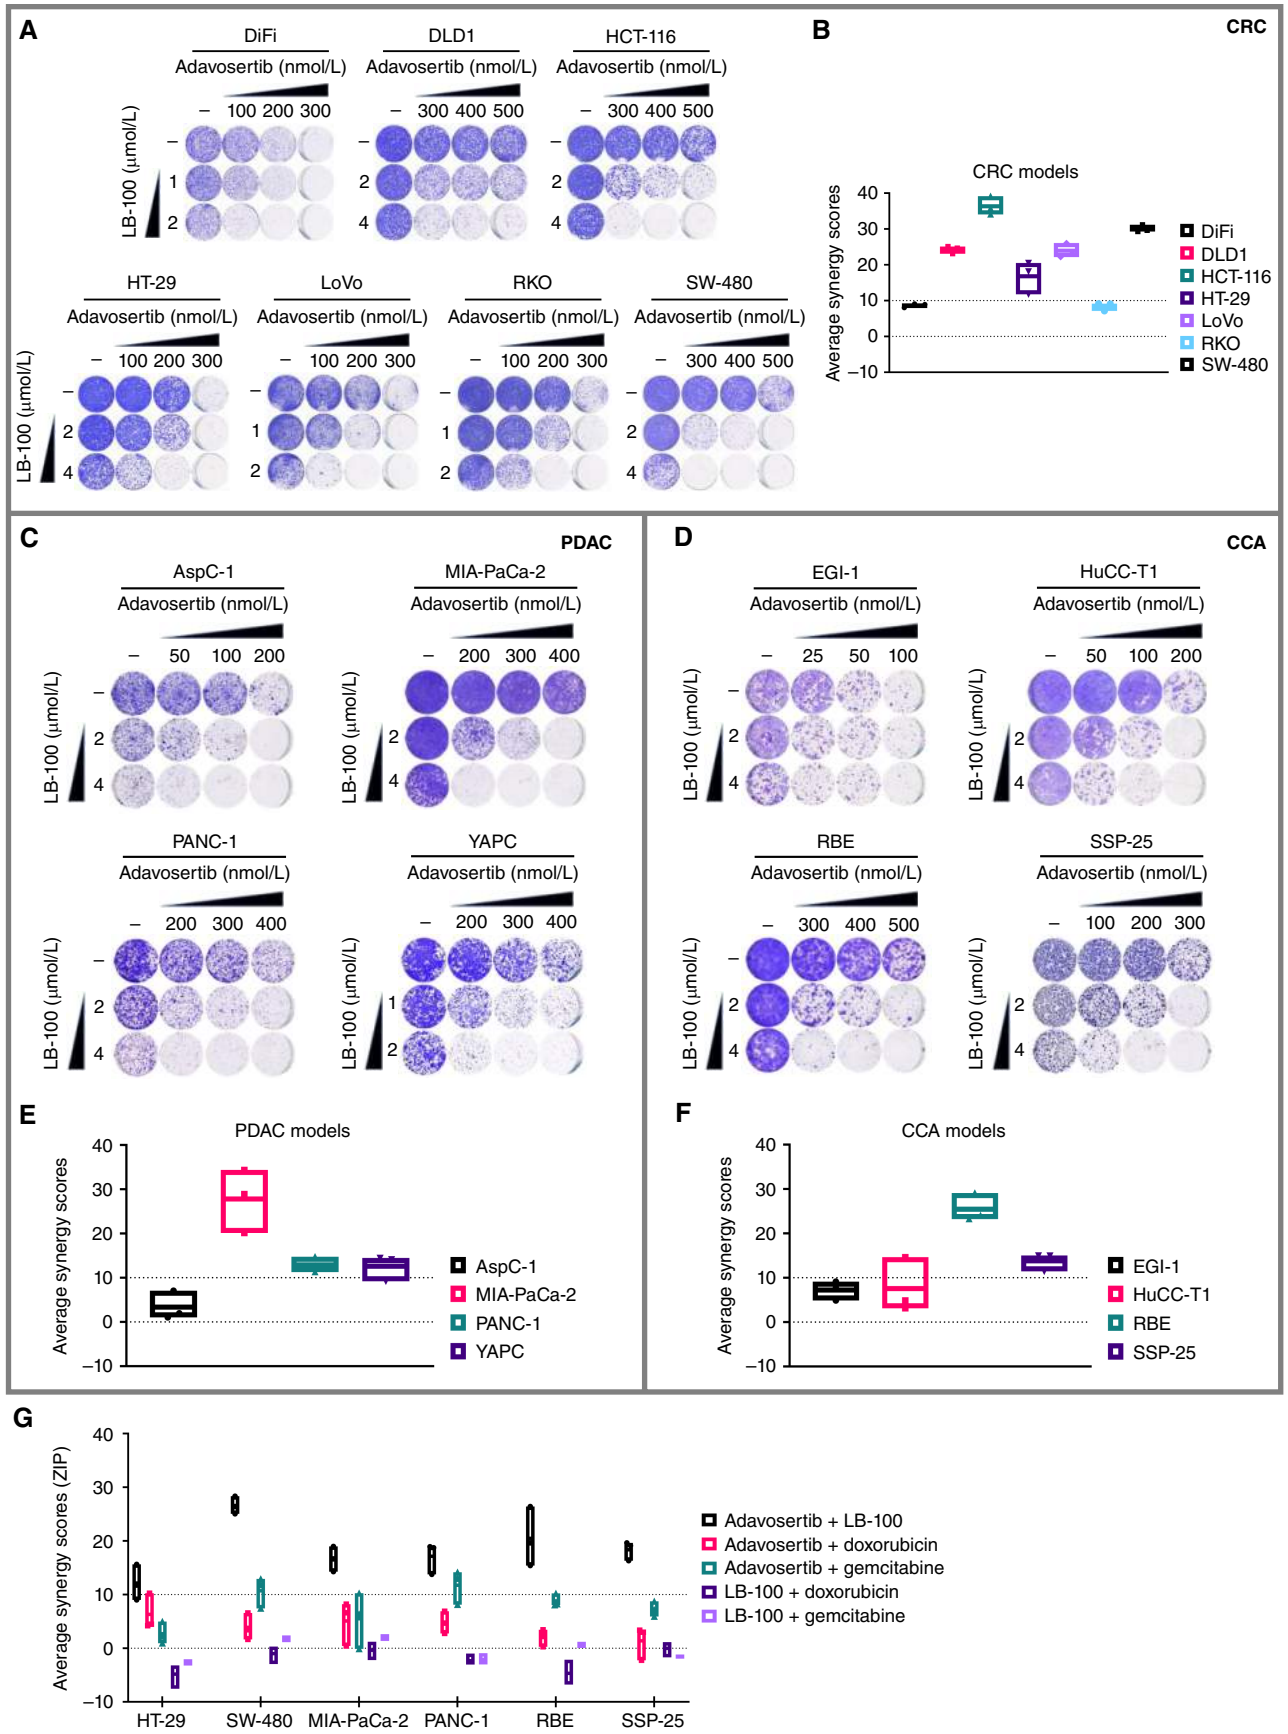 A
DiFi
DLD1
HCT-116
Adavosertib (nmol/L)
Adavosertib (nmol/L)
Adavosertib (nmol/L)
– 100 200 300
– 300 400 500
– 300 400 500
LB-100 (µmol/L)
–
1
2
–
2
4
–
2
4
HT-29
LoVo
RKO
SW-480
Adavosertib (nmol/L)
Adavosertib (nmol/L)
Adavosertib (nmol/L)
Adavosertib (nmol/L)
– 100 200 300
– 100 200 300
– 100 200 300
– 300 400 500
LB-100 (µmol/L)
–
2
4
–
1
2
–
1
2
–
2
4
B
CRC
CRC models
Average synergy scores
40
30
20
10
0
–10
DiFi
DLD1
HCT-116
HT-29
LoVo
RKO
SW-480
C
PDAC
AspC-1
MIA-PaCa-2
Adavosertib (nmol/L)
Adavosertib (nmol/L)
– 50 100 200
– 200 300 400
LB-100 (µmol/L)
–
2
4
LB-100 (µmol/L)
–
2
4
PANC-1
YAPC
Adavosertib (nmol/L)
Adavosertib (nmol/L)
– 200 300 400
– 200 300 400
LB-100 (µmol/L)
–
2
4
LB-100 (µmol/L)
–
1
2
D
CCA
EGI-1
HuCC-T1
Adavosertib (nmol/L)
Adavosertib (nmol/L)
– 25 50 100
– 50 100 200
LB-100 (µmol/L)
–
2
4
LB-100 (µmol/L)
–
2
4
RBE
SSP-25
Adavosertib (nmol/L)
Adavosertib (nmol/L)
– 300 400 500
– 100 200 300
LB-100 (µmol/L)
–
2
4
LB-100 (µmol/L)
–
2
4
E
PDAC models
Average synergy scores
40
30
20
10
0
–10
AspC-1
MIA-PaCa-2
PANC-1
YAPC
F
CCA models
Average synergy scores
40
30
20
10
0
–10
EGI-1
HuCC-T1
RBE
SSP-25
G
Average synergy scores (ZIP)
40
30
20
10
0
–10
HT-29 SW-480 MIA-PaCa-2 PANC-1 RBE SSP-25
Adavosertib + LB-100
Adavosertib + doxorubicin
Adavosertib + gemcitabine
LB-100 + doxorubicin
LB-100 + gemcitabine